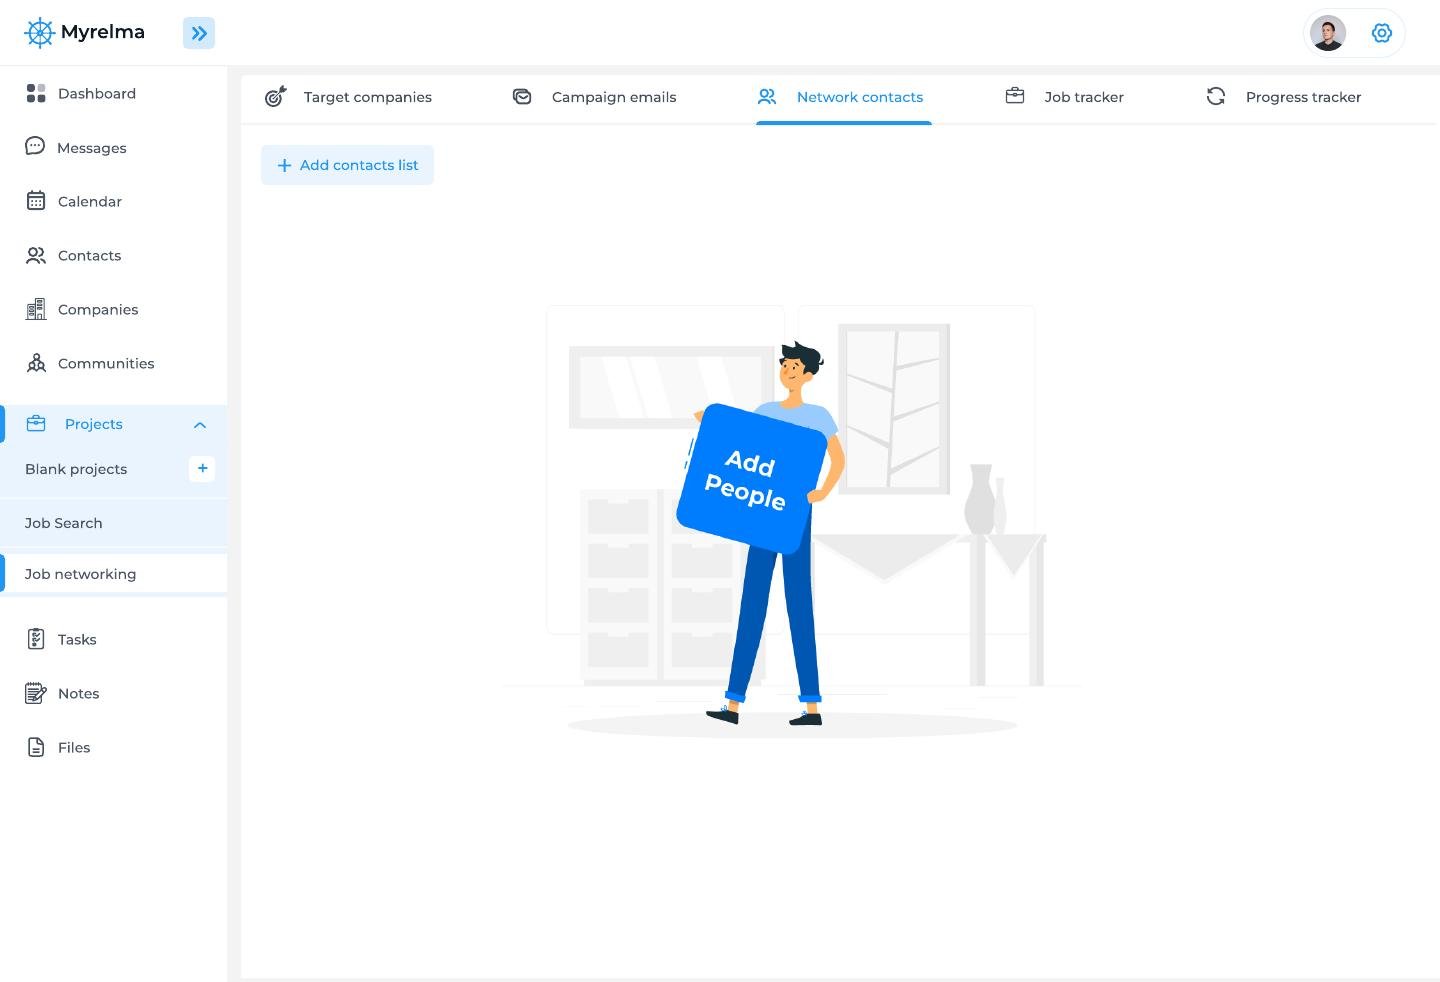 Myrelma
Dashboard
Messages
Calendar
Contacts
Companies
Communities
Projects
Blank projects
Job Search
Job networking
Tasks
Notes
Files
Target companies
Campaign emails
Network contacts
Job tracker
Progress tracker
+ Add contacts list
Add
People